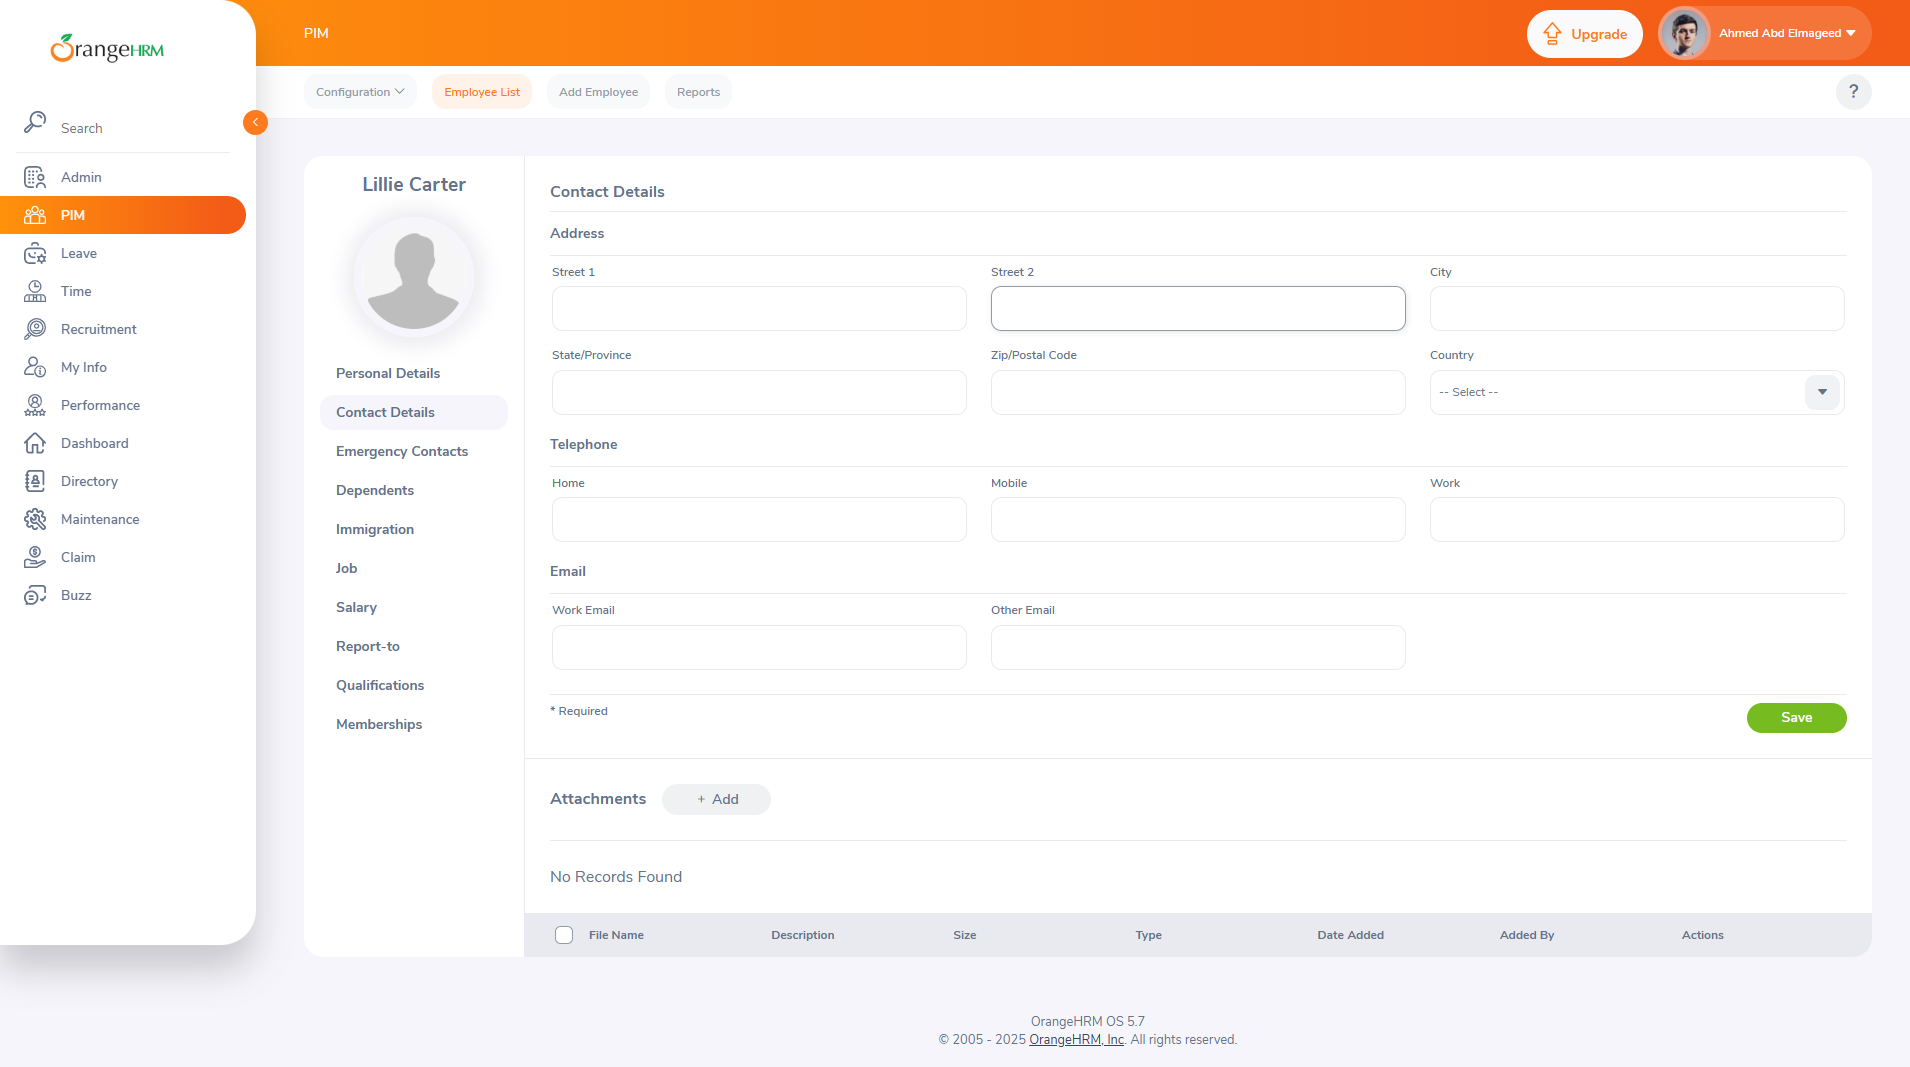 OrangeHRM
PIM
Upgrade
Ahmed Abd Elmageed
Configuration
Employee List
Add Employee
Reports
?
Search
Admin
PIM
Leave
Time
Recruitment
My Info
Performance
Dashboard
Directory
Maintenance
Claim
Buzz
Lillie Carter
Personal Details
Contact Details
Emergency Contacts
Dependents
Immigration
Job
Salary
Report-to
Qualifications
Memberships
Contact Details
Address
Street 1
Street 2
City
State/Province
Zip/Postal Code
Country
-- Select --
Telephone
Home
Mobile
Work
Email
Work Email
Other Email
* Required
Save
Attachments
+ Add
No Records Found
File Name Description Size Type Date Added Added By Actions
OrangeHRM OS 5.7
© 2005 - 2025 OrangeHRM, Inc. All rights reserved.